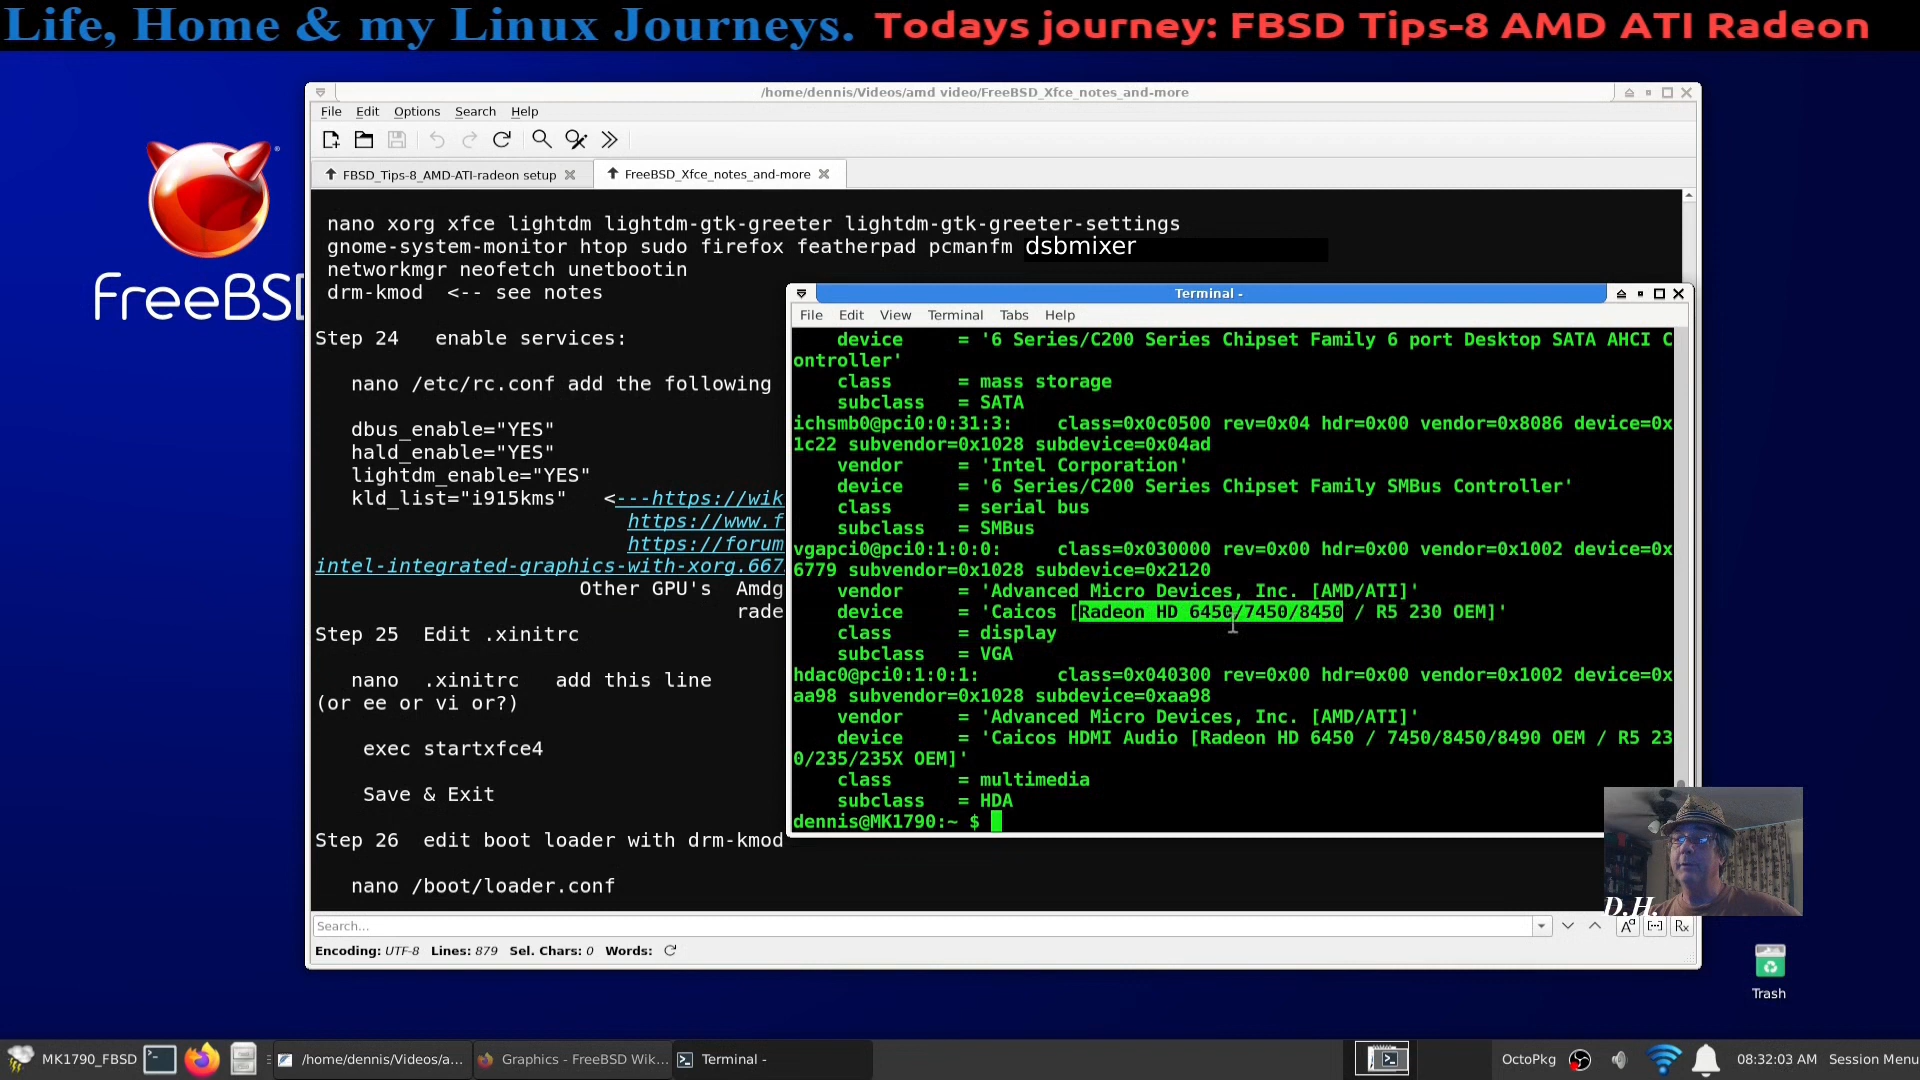 Life, Home & my Linux Journeys. Todays journey: FBSD Tips-8 AMD ATI Radeon
/home/dennis/Videos/amd video/FreeBSD_Xfce_notes_and-more
File Edit Options Search Help
FBSD_Tips-8_AMD-ATI-radeon setup
FreeBSD_Xfce_notes_and-more
FreeBSD
nano xorg xfce lightdm lightdm-gtk-greeter lightdm-gtk-greeter-settings
gnome-system-monitor htop sudo firefox featherpad pcmanfm dsbmixer
networkmgr neofetch unetbootin
drm-kmod <-- see notes
Step 24 enable services:
nano /etc/rc.conf add the following
dbus_enable="YES"
hald_enable="YES"
lightdm_enable="YES"
kld_list="i915kms" <---https://wik
https://www.f
https://forum
intel-integrated-graphics-with-xorg.667
Other GPU's Amdg
rade
Step 25 Edit .xinitrc
nano .xinitrc add this line
(or ee or vi or?)
exec startxfce4
Save & Exit
Step 26 edit boot loader with drm-kmod
nano /boot/loader.conf
Search...
Encoding: UTF-8 Lines: 879 Sel. Chars: 0 Words:
Terminal -
File Edit View Terminal Tabs Help
device = '6 Series/C200 Series Chipset Family 6 port Desktop SATA AHCI C
ontroller'
class = mass storage
subclass = SATA
ichsmb0@pci0:0:31:3: class=0x0c0500 rev=0x04 hdr=0x00 vendor=0x8086 device=0x
1c22 subvendor=0x1028 subdevice=0x04ad
vendor = 'Intel Corporation'
device = '6 Series/C200 Series Chipset Family SMBus Controller'
class = serial bus
subclass = SMBus
vgapci0@pci0:1:0:0: class=0x030000 rev=0x00 hdr=0x00 vendor=0x1002 device=0x
6779 subvendor=0x1028 subdevice=0x2120
vendor = 'Advanced Micro Devices, Inc. [AMD/ATI]'
device = 'Caicos [Radeon HD 6450/7450/8450 / R5 230 OEM]'
class = display
subclass = VGA
hdac0@pci0:1:0:1: class=0x040300 rev=0x00 hdr=0x00 vendor=0x1002 device=0x
aa98 subvendor=0x1028 subdevice=0xaa98
vendor = 'Advanced Micro Devices, Inc. [AMD/ATI]'
device = 'Caicos HDMI Audio [Radeon HD 6450 / 7450/8450/8490 OEM / R5 23
0/235/235X OEM]'
class = multimedia
subclass = HDA
dennis@MK1790:~ $
D.H.
Trash
MK1790_FBSD
/home/dennis/Videos/a...
Graphics - FreeBSD Wik...
Terminal -
OctoPkg
08:32:03 AM
Session Menu